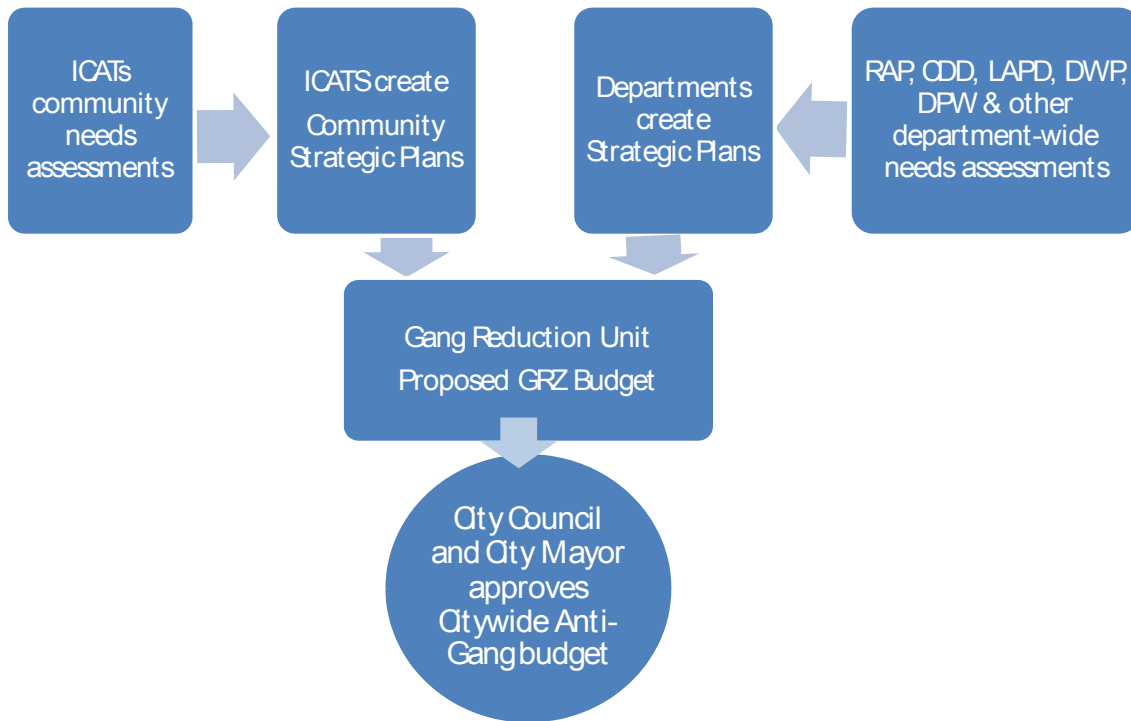 ICATs
community
needs
assessments
ICATS create
Community
Strategic Plans
Departments
create
Strategic Plans
RAP, CDD, LAPD, DWP,
DPW & other
department-wide
needs assessments
Gang Reduction Unit
Proposed GRZ Budget
City Council
and City Mayor
approves
Citywide Anti-
Gang budget